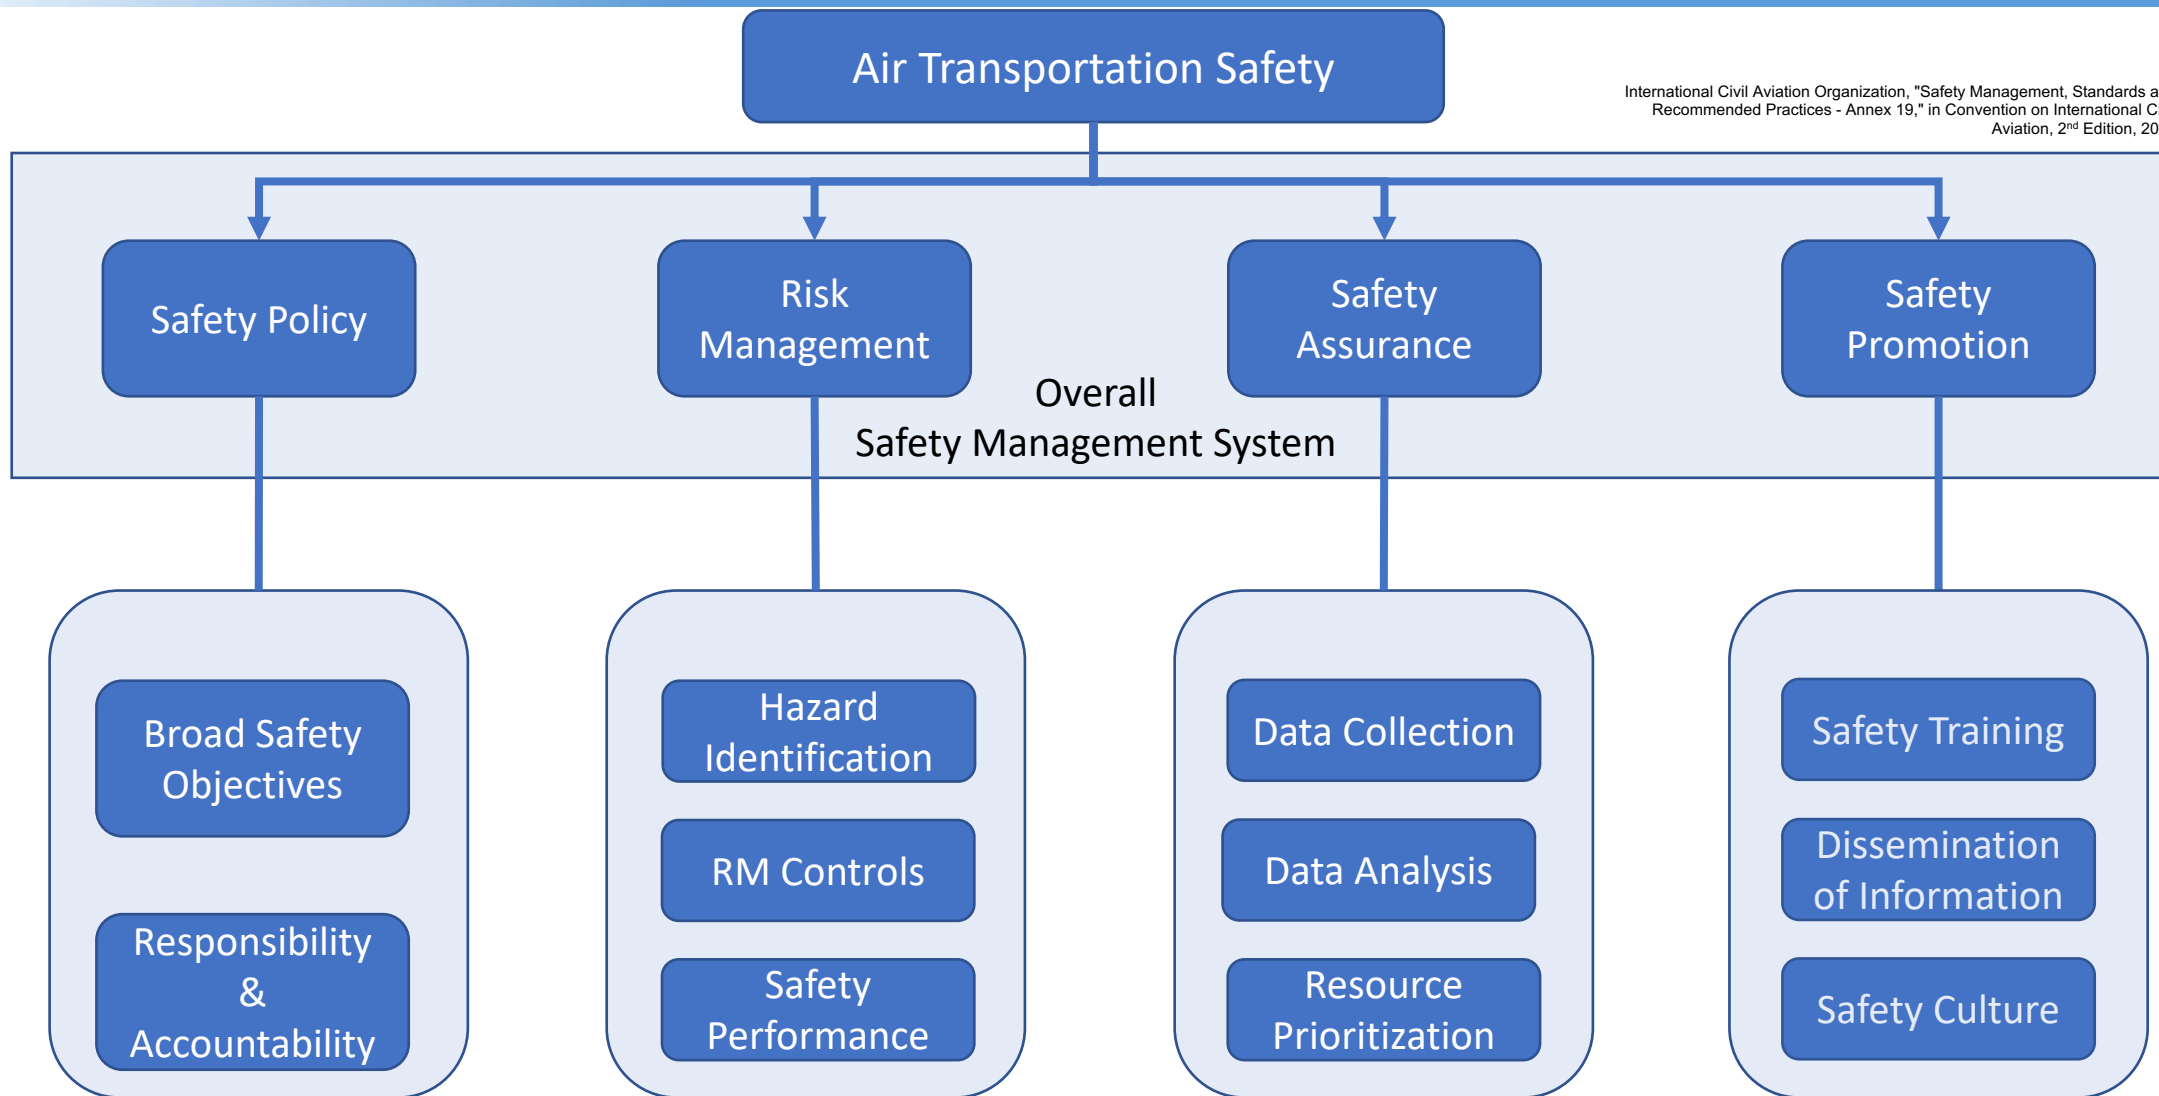 Air Transportation Safety
International Civil Aviation Organization, "Safety Management, Standards
Recommended Practices - Annex 19," in Convention on International
Aviation, 2nd Edition,
Safety Policy
Risk
Management
Safety
Assurance
Safety
Promotion
Overall
Safety Management System
Broad Safety
Objectives
Responsibility
&
Accountability
Hazard
Identification
RM Controls
Safety
Performance
Data Collection
Data Analysis
Resource
Prioritization
Safety Training
Dissemination
of Information
Safety Culture